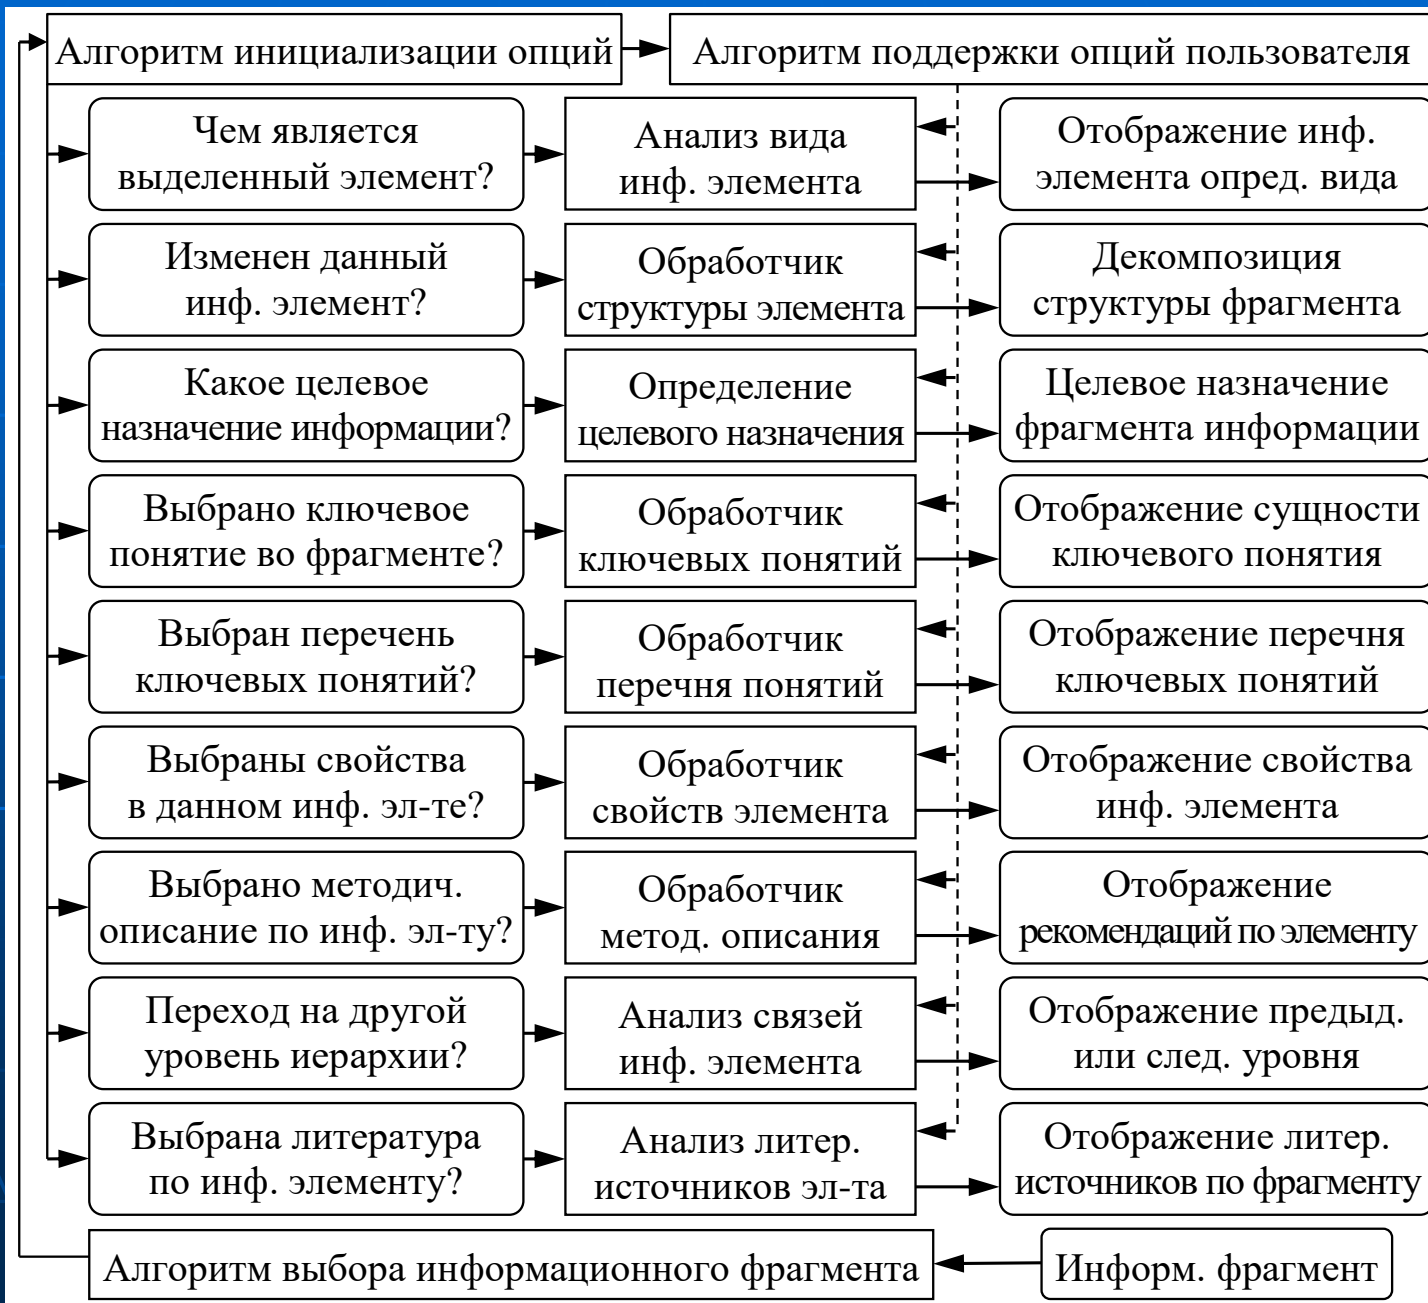 Алгоритм инициализации опций
Алгоритм поддержки опций пользователя
Чем является
выделенный элемент?
Анализ вида
инф. элемента
Отображение инф.
элемента опред. вида
Изменен данный
инф. элемент?
Обработчик
структуры элемента
Декомпозиция
структуры фрагмента
Какое целевое
назначение информации?
Определение
целевого назначения
Целевое назначение
фрагмента информации
Выбрано ключевое
понятие во фрагменте?
Обработчик
ключевых понятий
Отображение сущности
ключевого понятия
Выбран перечень
ключевых понятий?
Обработчик
перечня понятий
Отображение перечня
ключевых понятий
Выбраны свойства
в данном инф. эл-те?
Обработчик
свойств элемента
Отображение свойства
инф. элемента
Выбрано методич.
описание по инф. эл-ту?
Обработчик
метод. описания
Отображение
рекомендаций по элементу
Переход на другой
уровень иерархии?
Анализ связей
инф. элемента
Отображение предыд.
или след. уровня
Выбрана литература
по инф. элементу?
Анализ литер.
источников эл-та
Отображение литер.
источников по фрагменту
Алгоритм выбора информационного фрагмента
Информ. фрагмент